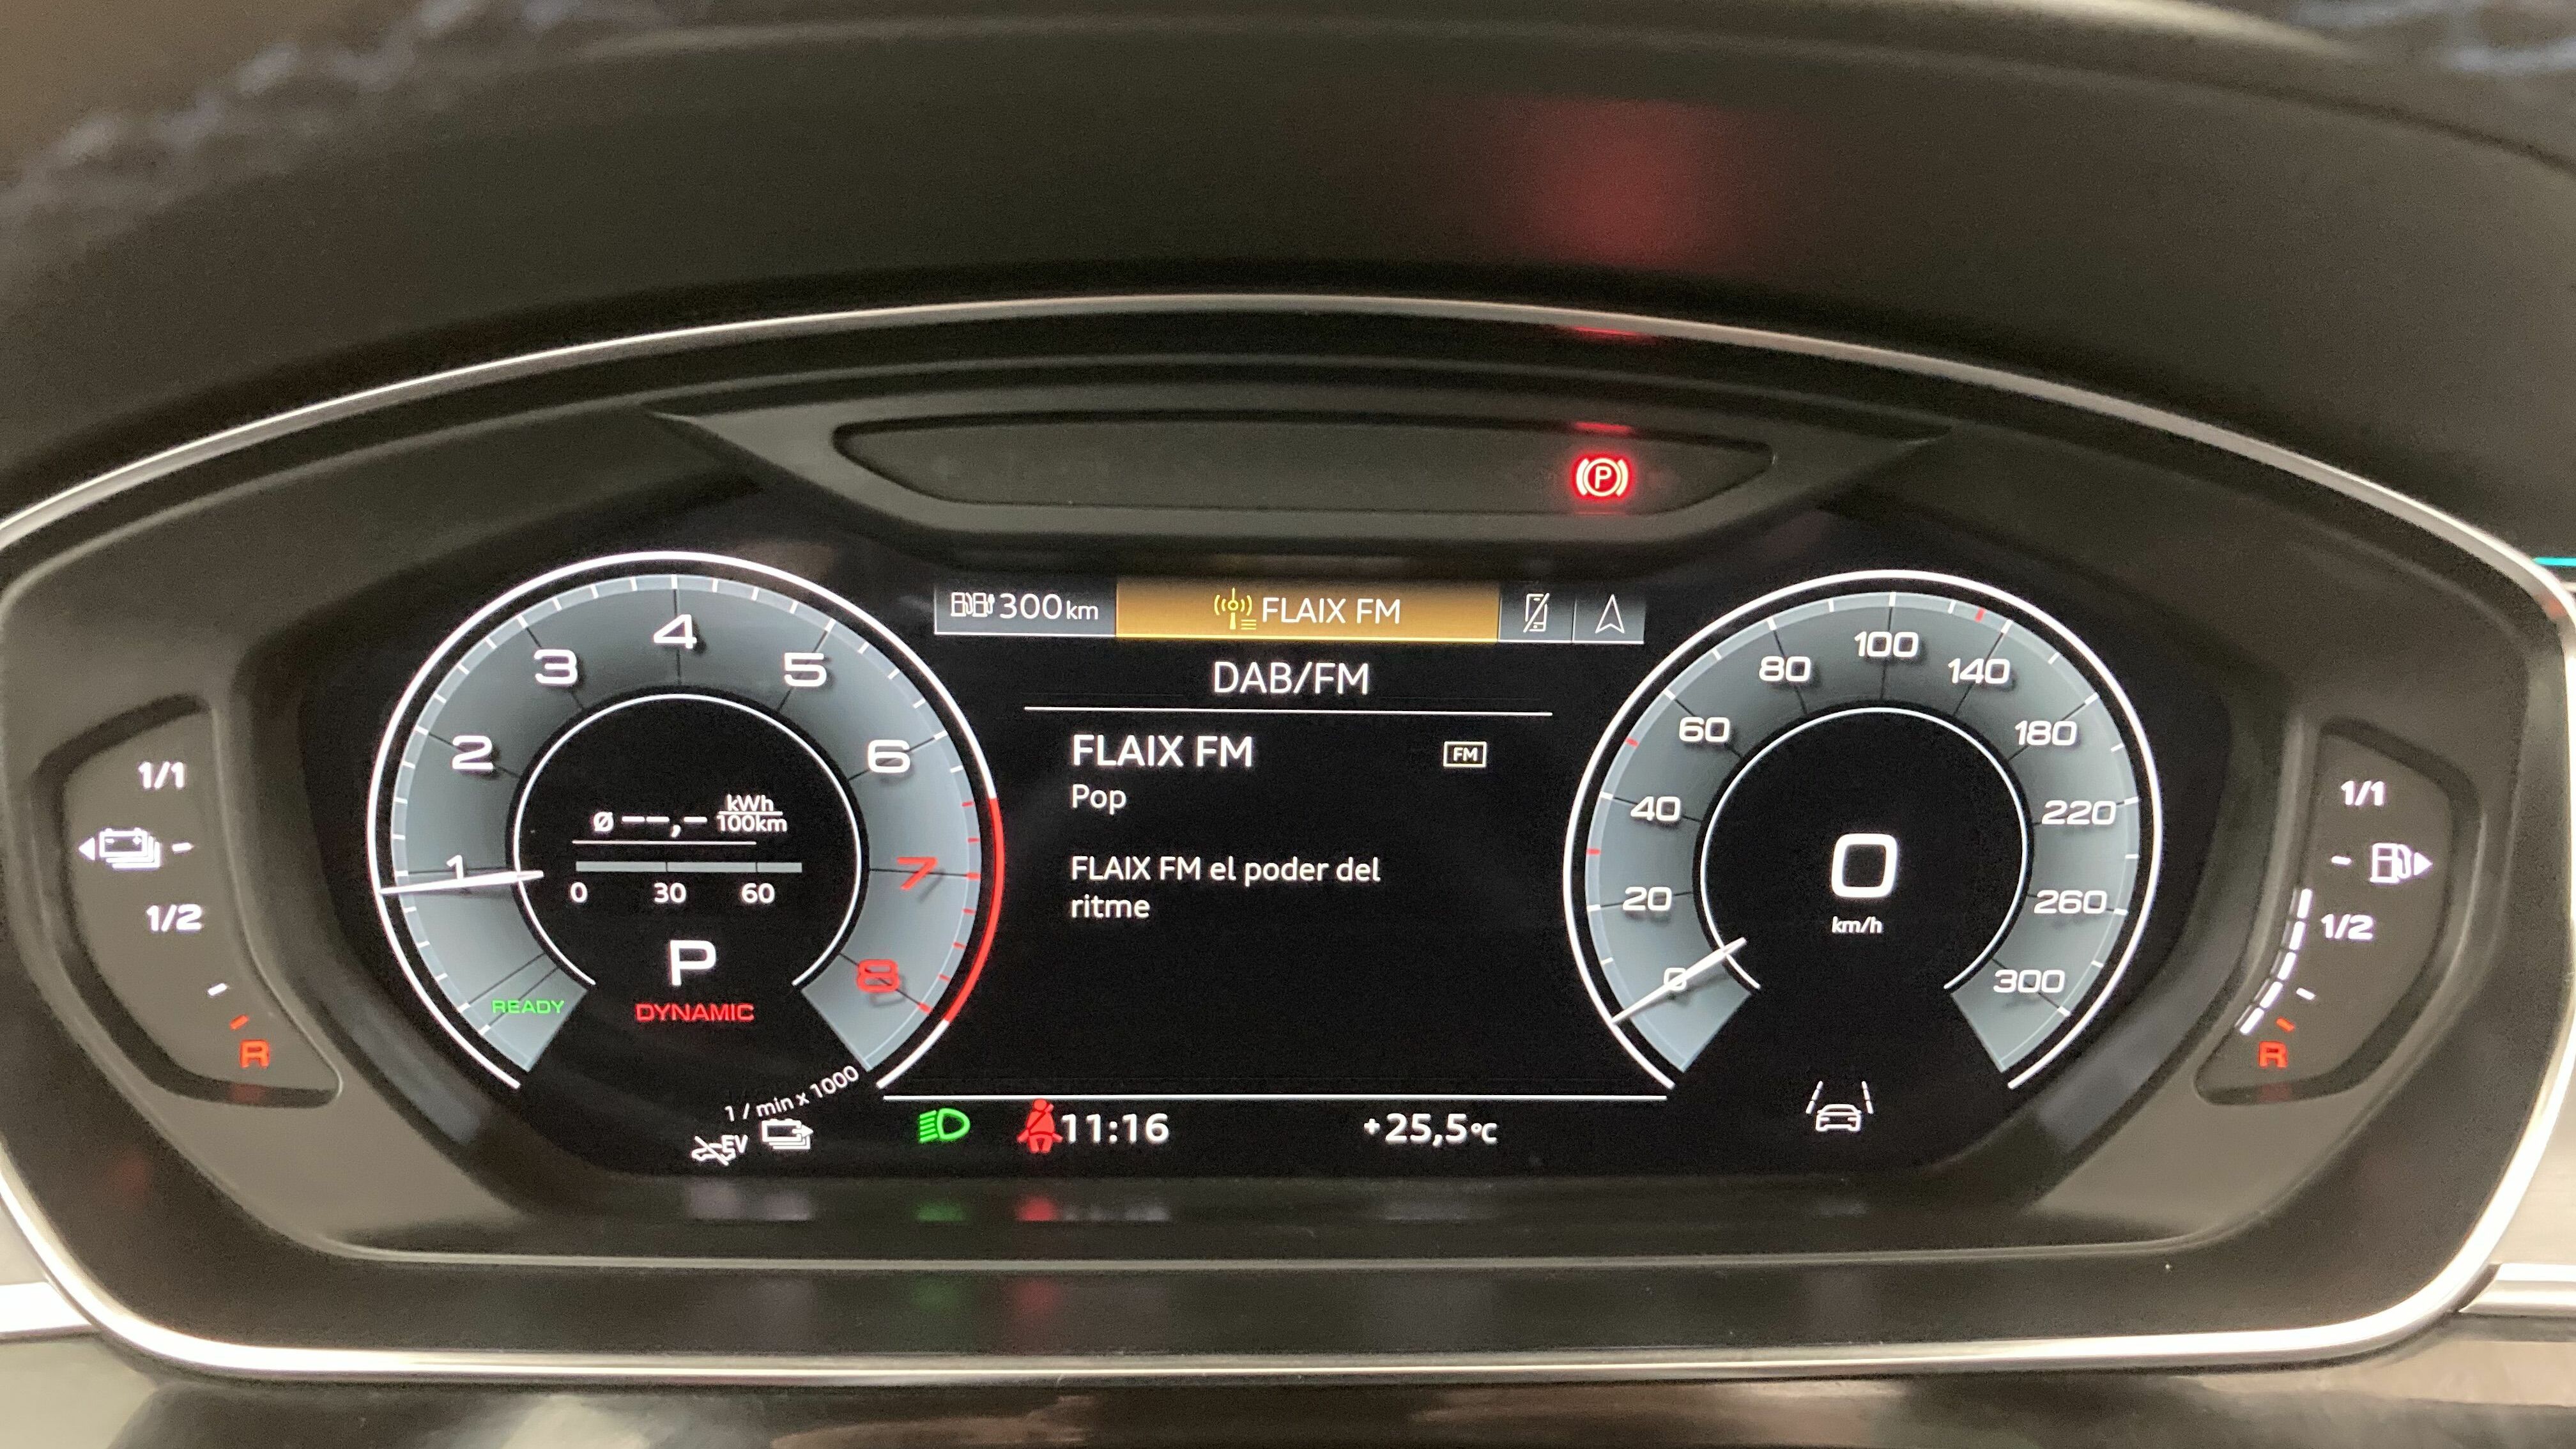 P
300 km
FLAIX FM
DAB/FM
FLAIX FM
FM
Pop
FLAIX FM el poder del
ritme
1
2
3
4
5
6
7
8
ø --,- kWh
100km
0 30 60
P
READY
DYNAMIC
1 / min x 1000
EV
11:16
+25,5°C
0
20
40
60
80
100
140
180
220
260
300
0
km/h
1/1
1/2
R
1/1
1/2
R